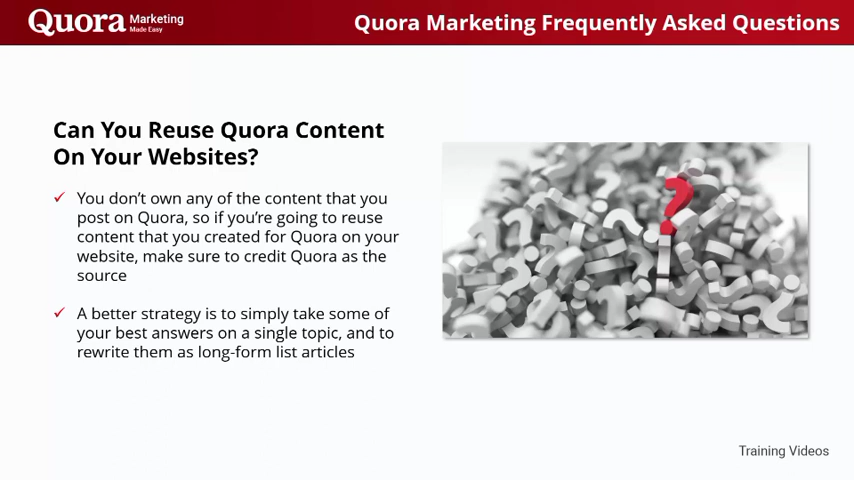 Quora Marketing
Made Easy
Quora Marketing Frequently Asked Questions
Can You Reuse Quora Content
On Your Websites?
✓ You don’t own any of the content that you
post on Quora, so if you’re going to reuse
content that you created for Quora on your
website, make sure to credit Quora as the
source
✓ A better strategy is to simply take some of
your best answers on a single topic, and to
rewrite them as long-form list articles
Training Videos